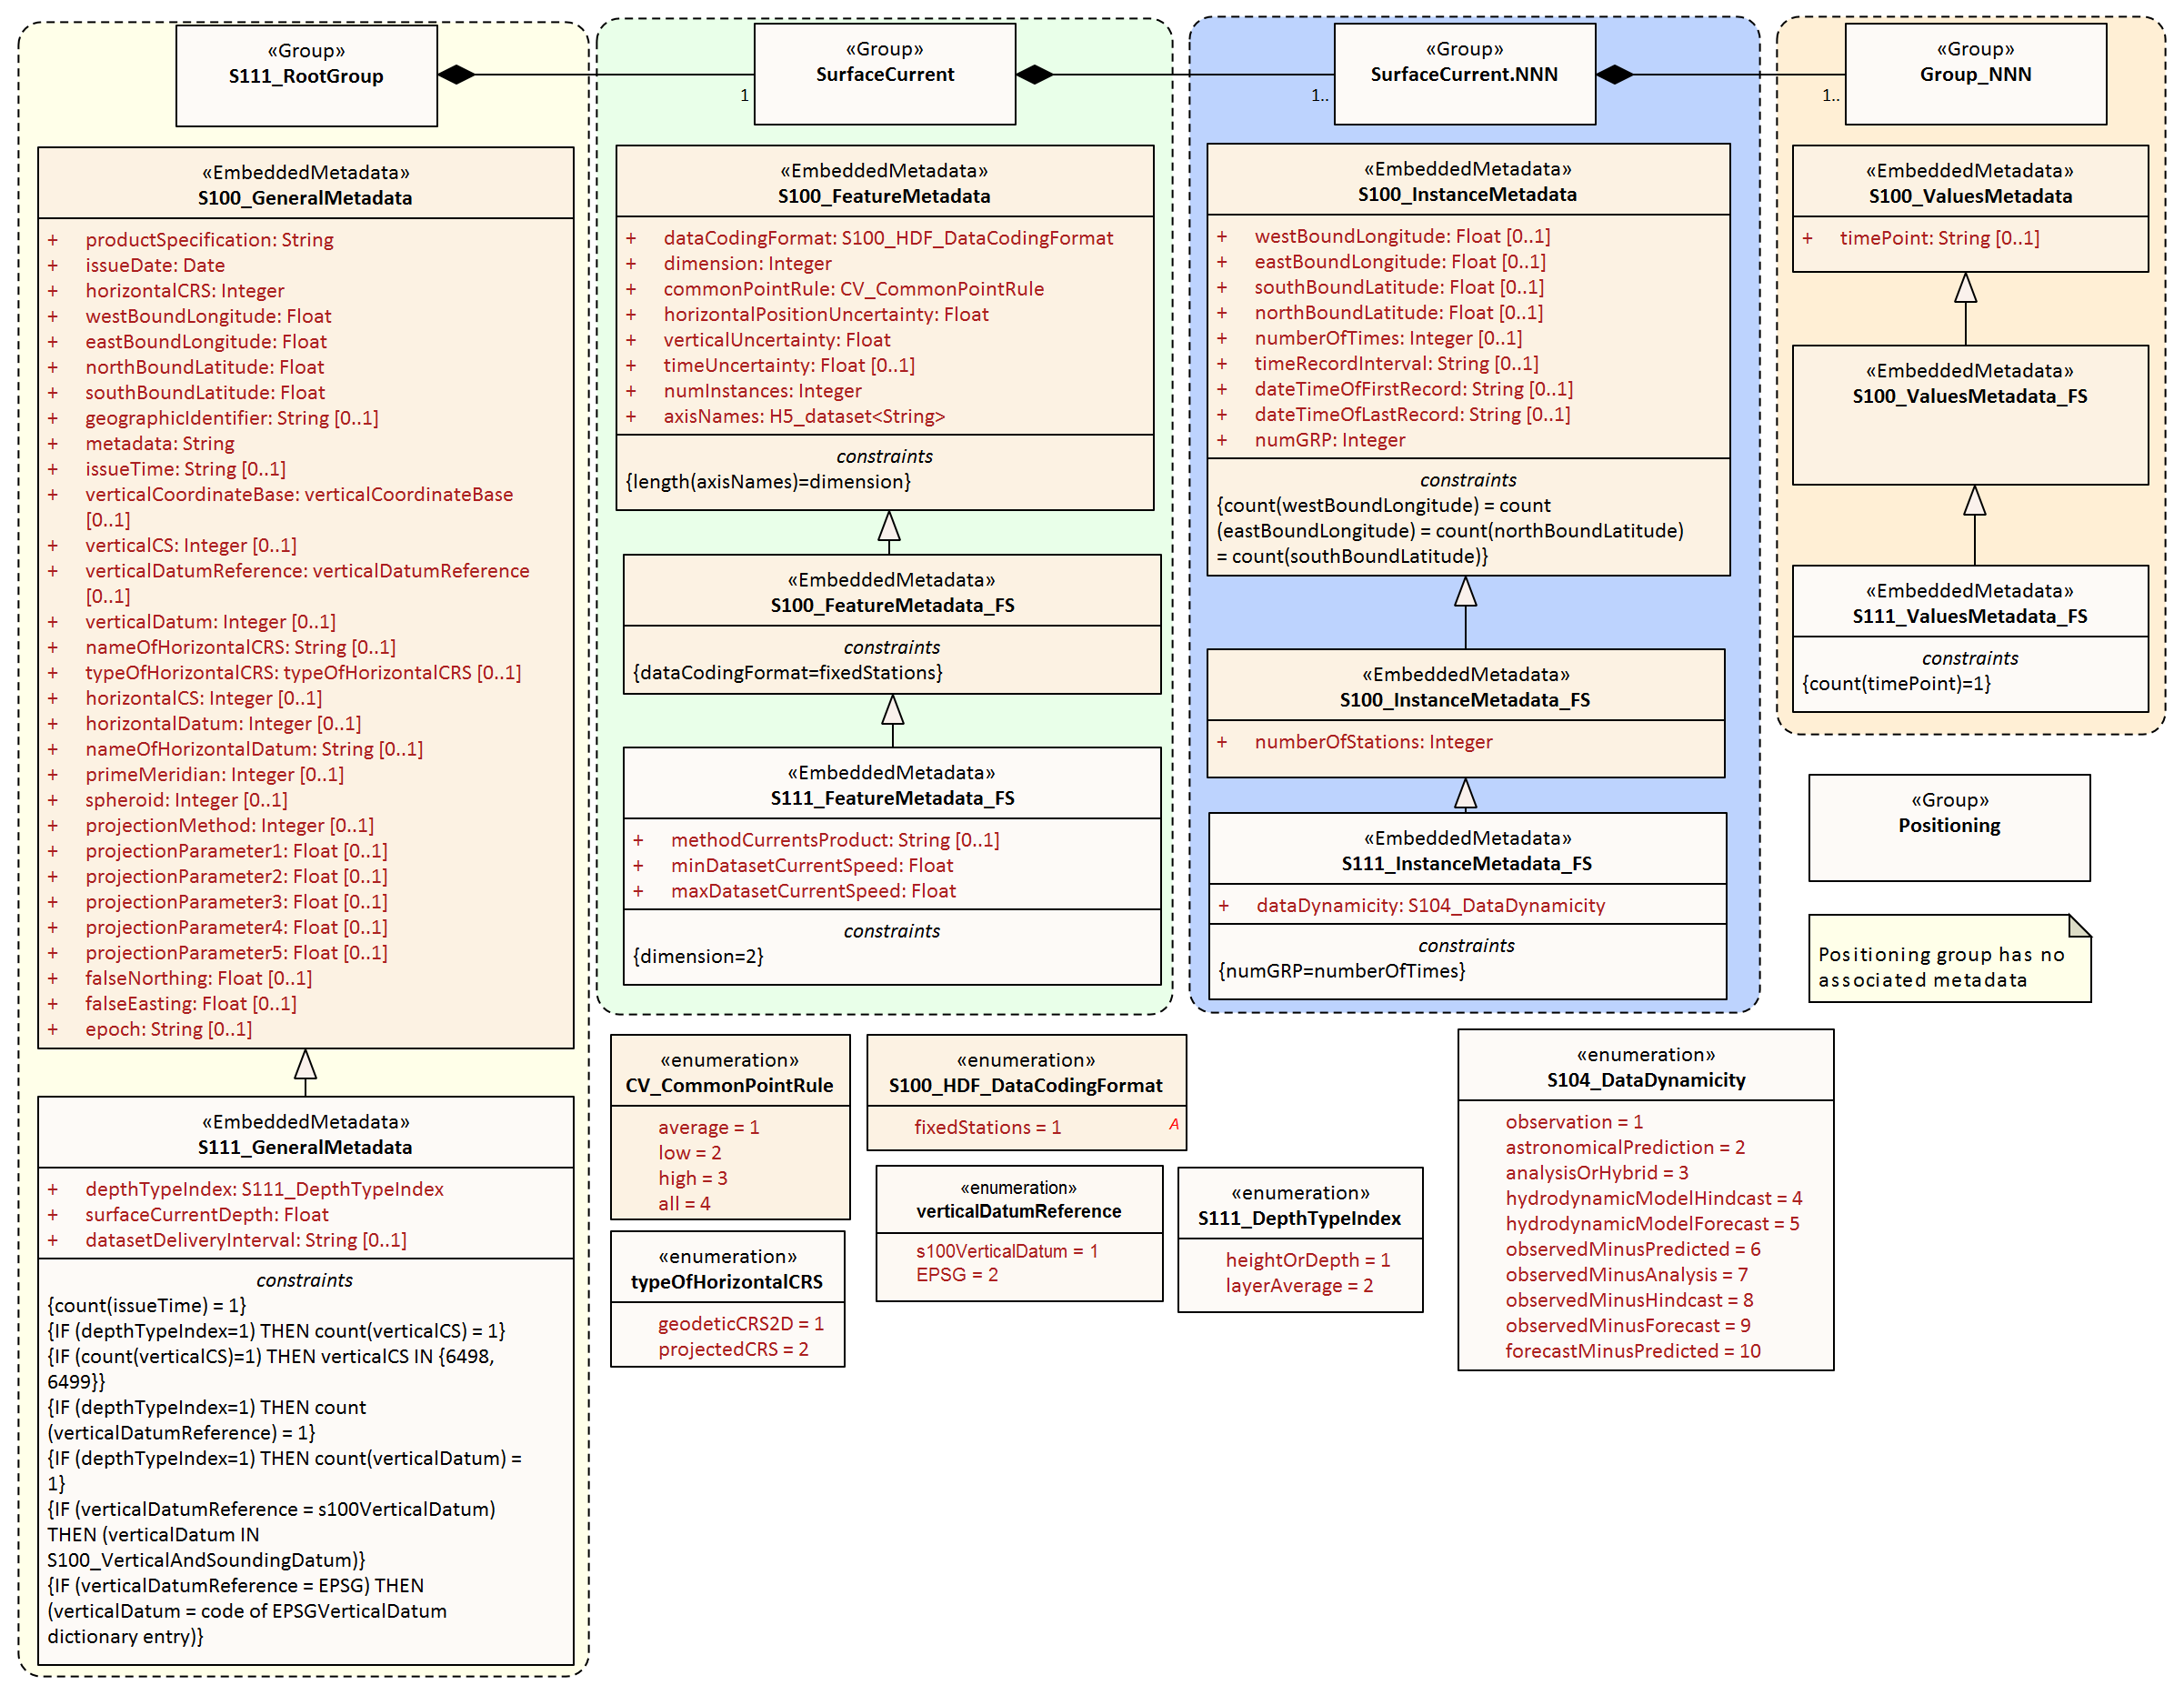 «Group»
S111_RootGroup
1
«EmbeddedMetadata»
S100_GeneralMetadata
+ productSpecification: String
+ issueDate: Date
+ horizontalCRS: Integer
+ westBoundLongitude: Float
+ eastBoundLongitude: Float
+ northBoundLatitude: Float
+ southBoundLatitude: Float
+ geographicIdentifier: String [0..1]
+ metadata: String
+ issueTime: String [0..1]
+ verticalCoordinateBase: verticalCoordinateBase
[0..1]
+ verticalCS: Integer [0..1]
+ verticalDatumReference: verticalDatumReference
[0..1]
+ verticalDatum: Integer [0..1]
+ nameOfHorizontalCRS: String [0..1]
+ typeOfHorizontalCRS: typeOfHorizontalCRS [0..1]
+ horizontalCS: Integer [0..1]
+ horizontalDatum: Integer [0..1]
+ nameOfHorizontalDatum: String [0..1]
+ primeMeridian: Integer [0..1]
+ spheroid: Integer [0..1]
+ projectionMethod: Integer [0..1]
+ projectionParameter1: Float [0..1]
+ projectionParameter2: Float [0..1]
+ projectionParameter3: Float [0..1]
+ projectionParameter4: Float [0..1]
+ projectionParameter5: Float [0..1]
+ falseNorthing: Float [0..1]
+ falseEasting: Float [0..1]
+ epoch: String [0..1]
«EmbeddedMetadata»
S111_GeneralMetadata
+ depthTypeIndex: S111_DepthTypeIndex
+ surfaceCurrentDepth: Float
+ datasetDeliveryInterval: String [0..1]
constraints
{count(issueTime) = 1}
{IF (depthTypeIndex=1) THEN count(verticalCS) = 1}
{IF (count(verticalCS)=1) THEN verticalCS IN {6498,
6499}}
{IF (depthTypeIndex=1) THEN count
(verticalDatumReference) = 1}
{IF (depthTypeIndex=1) THEN count(verticalDatum) =
1}
{IF (verticalDatumReference = s100VerticalDatum)
THEN (verticalDatum IN
S100_VerticalAndSoundingDatum)}
{IF (verticalDatumReference = EPSG) THEN
(verticalDatum = code of EPSGVerticalDatum
dictionary entry)}
«Group»
SurfaceCurrent
1..
«EmbeddedMetadata»
S100_FeatureMetadata
+ dataCodingFormat: S100_HDF_DataCodingFormat
+ dimension: Integer
+ commonPointRule: CV_CommonPointRule
+ horizontalPositionUncertainty: Float
+ verticalUncertainty: Float
+ timeUncertainty: Float [0..1]
+ numInstances: Integer
+ axisNames: H5_dataset<String>
constraints
{length(axisNames)=dimension}
«EmbeddedMetadata»
S100_FeatureMetadata_FS
constraints
{dataCodingFormat=fixedStations}
«EmbeddedMetadata»
S111_FeatureMetadata_FS
+ methodCurrentsProduct: String [0..1]
+ minDatasetCurrentSpeed: Float
+ maxDatasetCurrentSpeed: Float
constraints
{dimension=2}
«Group»
SurfaceCurrent.NNN
1..
«EmbeddedMetadata»
S100_InstanceMetadata
+ westBoundLongitude: Float [0..1]
+ eastBoundLongitude: Float [0..1]
+ southBoundLatitude: Float [0..1]
+ northBoundLatitude: Float [0..1]
+ numberOfTimes: Integer [0..1]
+ timeRecordInterval: String [0..1]
+ dateTimeOfFirstRecord: String [0..1]
+ dateTimeOfLastRecord: String [0..1]
+ numGRP: Integer
constraints
{count(westBoundLongitude) = count
(eastBoundLongitude) = count(northBoundLatitude)
= count(southBoundLatitude)}
«EmbeddedMetadata»
S100_InstanceMetadata_FS
+ numberOfStations: Integer
«EmbeddedMetadata»
S111_InstanceMetadata_FS
+ dataDynamicity: S104_DataDynamicity
constraints
{numGRP=numberOfTimes}
«Group»
Group_NNN
«EmbeddedMetadata»
S100_ValuesMetadata
+ timePoint: String [0..1]
«EmbeddedMetadata»
S100_ValuesMetadata_FS
«EmbeddedMetadata»
S111_ValuesMetadata_FS
constraints
{count(timePoint)=1}
«Group»
Positioning
Positioning group has no
associated metadata
«enumeration»
CV_CommonPointRule
average = 1
low = 2
high = 3
all = 4
«enumeration»
typeOfHorizontalCRS
geodeticCRS2D = 1
projectedCRS = 2
«enumeration»
S100_HDF_DataCodingFormat
fixedStations = 1
A
«enumeration»
verticalDatumReference
s100VerticalDatum = 1
EPSG = 2
«enumeration»
S111_DepthTypeIndex
heightOrDepth = 1
layerAverage = 2
«enumeration»
S104_DataDynamicity
observation = 1
astronomicalPrediction = 2
analysisOrHybrid = 3
hydrodynamicModelHindcast = 4
hydrodynamicModelForecast = 5
observedMinusPredicted = 6
observedMinusAnalysis = 7
observedMinusHindcast = 8
observedMinusForecast = 9
forecastMinusPredicted = 10